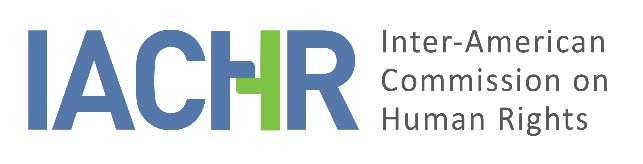 IACHR
Inter-American
Commission on
Human Rights